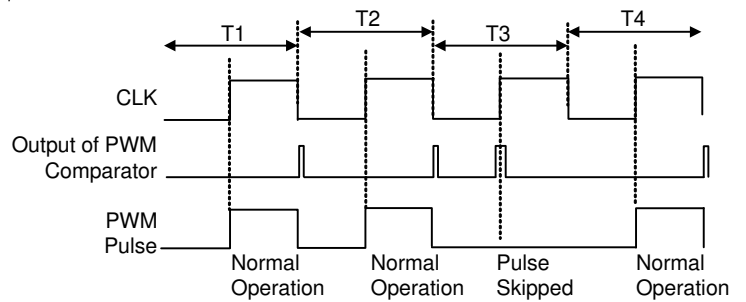 T1
T2
T3
T4
CLK
Output of PWM
Comparator
PWM
Pulse
Normal
Operation
Normal
Operation
Pulse
Skipped
Normal
Operation